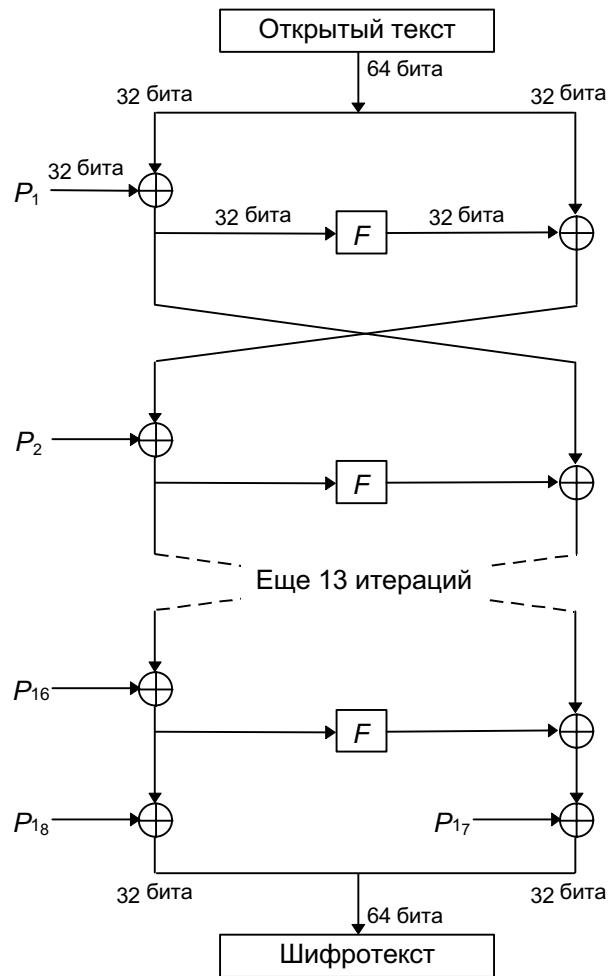 Открытый текст
64 бита
32 бита
32 бита
32 бита
P1
32 бита
F
32 бита
P2
F
Еще 13 итераций
P16
F
P18
P17
32 бита
64 бита
32 бита
Шифротекст